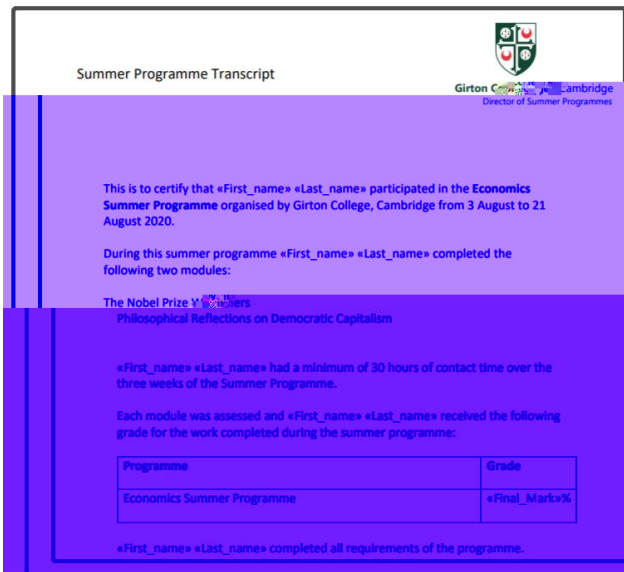 Summer Programme Transcript
Girton Cambridge
Director of Summer Programmes
This is to certify that «First_name» «Last_name» participated in the Economics
Summer Programme organised by Girton College, Cambridge from 3 August to 21
August 2020.
During this summer programme «First_name» «Last_name» completed the
following two modules:
The Nobel Prize
Philosophical Reflections on Democratic Capitalism
«First_name» «Last_name» had a minimum of 30 hours of contact time over the
three weeks of the Summer Programme.
Each module was assessed and «First_name» «Last_name» received the following
grade for the work completed during the summer programme:
Programme Grade
Economics Summer Programme «Final_Mark»%
«First_name» «Last_name» completed all requirements of the programme.